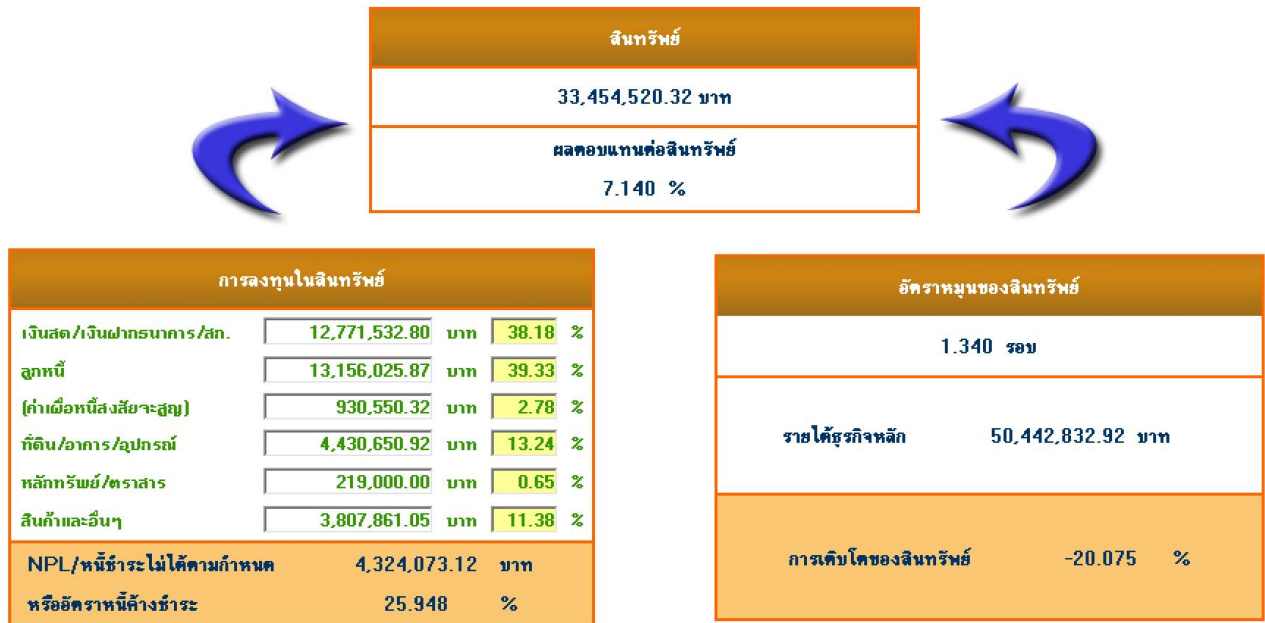 สินทรัพย์
33,454,520.32 บาท
ผลตอบแทนต่อสินทรัพย์
7.140 %
การลงทุนในสินทรัพย์
เงินสด/เงินฝากธนาคาร/สก. 12,771,532.80 บาท 38.18 %
ลูกหนี้ 13,156,025.87 บาท 39.33 %
(ค่าเผื่อหนี้สงสัยจะสูญ) 930,550.32 บาท 2.78 %
ที่ดิน/อาคาร/อุปกรณ์ 4,430,650.92 บาท 13.24 %
หลักทรัพย์/ตราสาร 219,000.00 บาท 0.65 %
สินค้าและอื่นๆ 3,807,861.05 บาท 11.38 %
NPL/หนี้ชำระไม่ได้ตามกำหนด 4,324,073.12 บาท
หรืออัตราหนี้ค้างชำระ 25.948 %
อัตราหมุนของสินทรัพย์
1.340 รอบ
รายได้ธุรกิจหลัก 50,442,832.92 บาท
การเติบโตของสินทรัพย์ -20.075 %